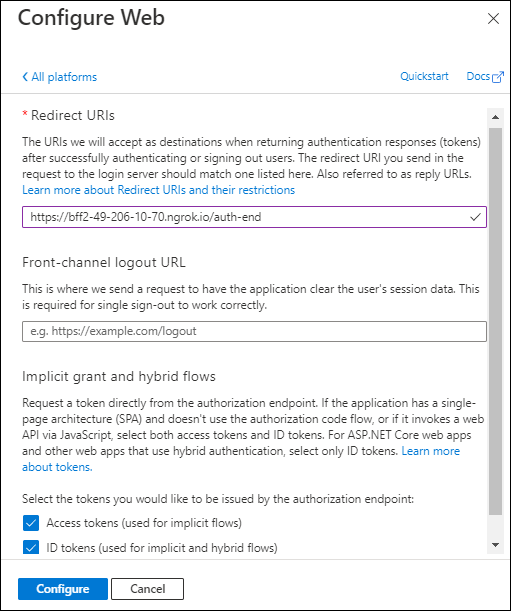 Configure Web
All platforms
Quickstart
Docs
* Redirect URIs
The URIs we will accept as destinations when returning authentication responses (tokens)
after successfully authenticating or signing out users. The redirect URI you send in the
request to the login server should match one listed here. Also referred to as reply URLs.
Learn more about Redirect URIs and their restrictions
https://bff2-49-206-10-70.ngrok.io/auth-end
Front-channel logout URL
This is where we send a request to have the application clear the user's session data. This
is required for single sign-out to work correctly.
e.g. https://example.com/logout
Implicit grant and hybrid flows
Request a token directly from the authorization endpoint. If the application has a single-
page architecture (SPA) and doesn't use the authorization code flow, or if it invokes a web
API via JavaScript, select both access tokens and ID tokens. For ASP.NET Core web apps
and other web apps that use hybrid authentication, select only ID tokens. Learn more
about tokens.
Select the tokens you would like to be issued by the authorization endpoint:
Access tokens (used for implicit flows)
ID tokens (used for implicit and hybrid flows)
Configure
Cancel